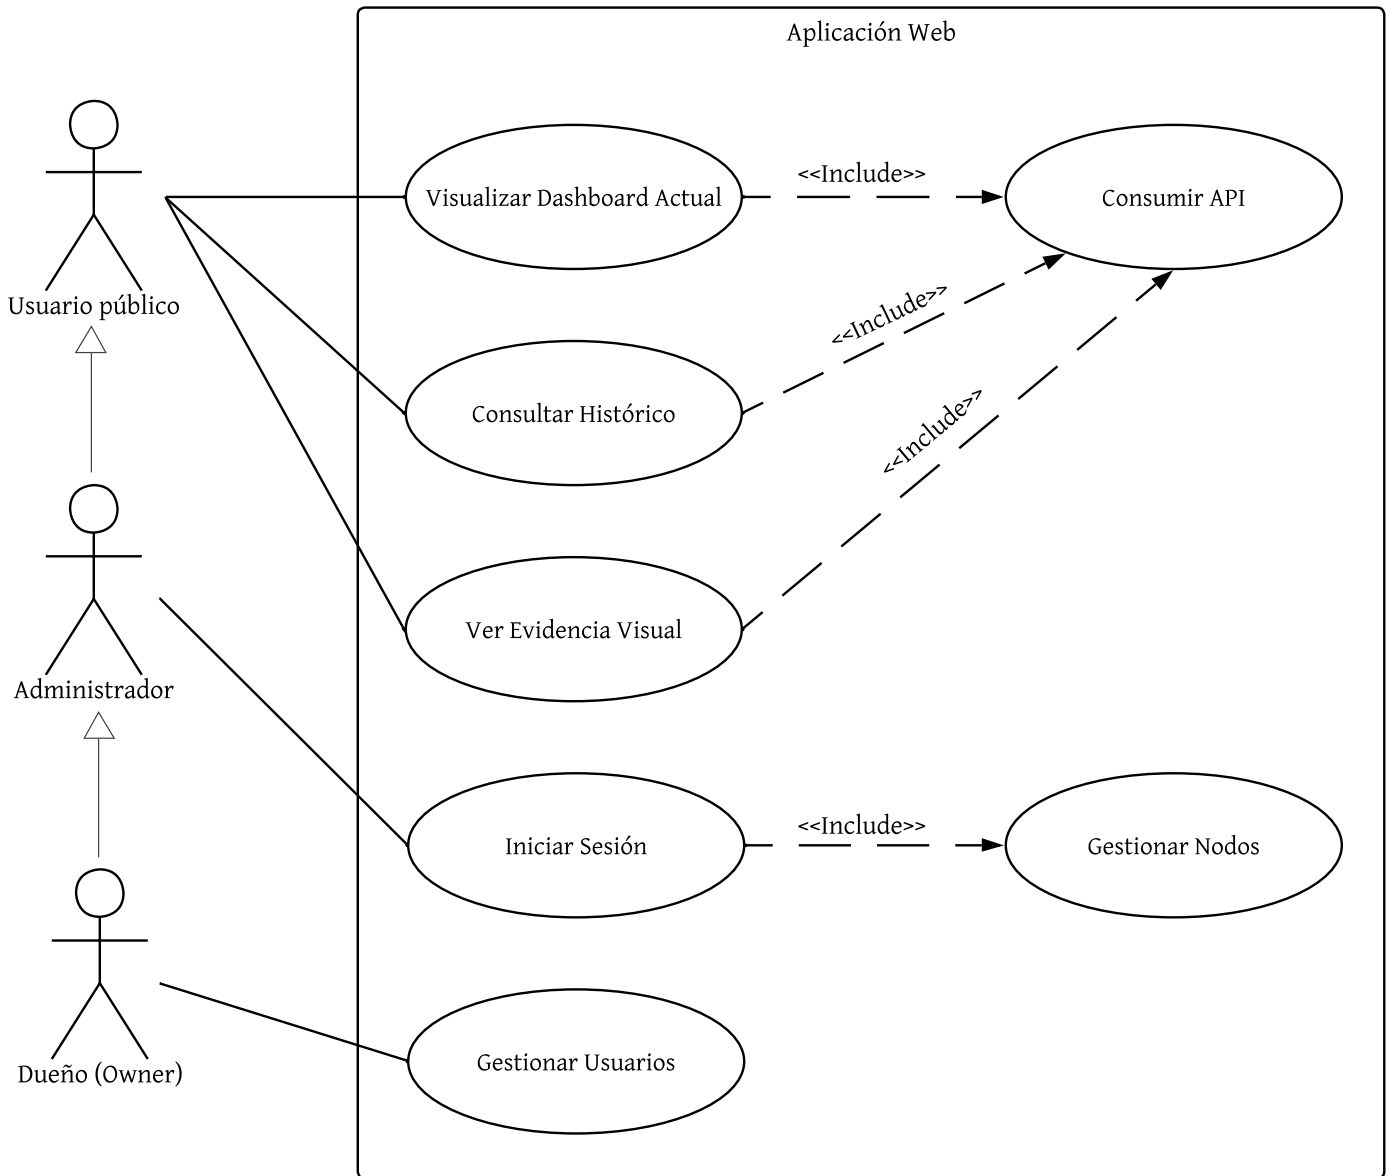 Aplicación Web
Usuario público
Visualizar Dashboard Actual
<<Include>>
Consumir API
Consultar Histórico
<<Include>>
Ver Evidencia Visual
<<Include>>
Administrador
Iniciar Sesión
<<Include>>
Gestionar Nodos
Dueño (Owner)
Gestionar Usuarios